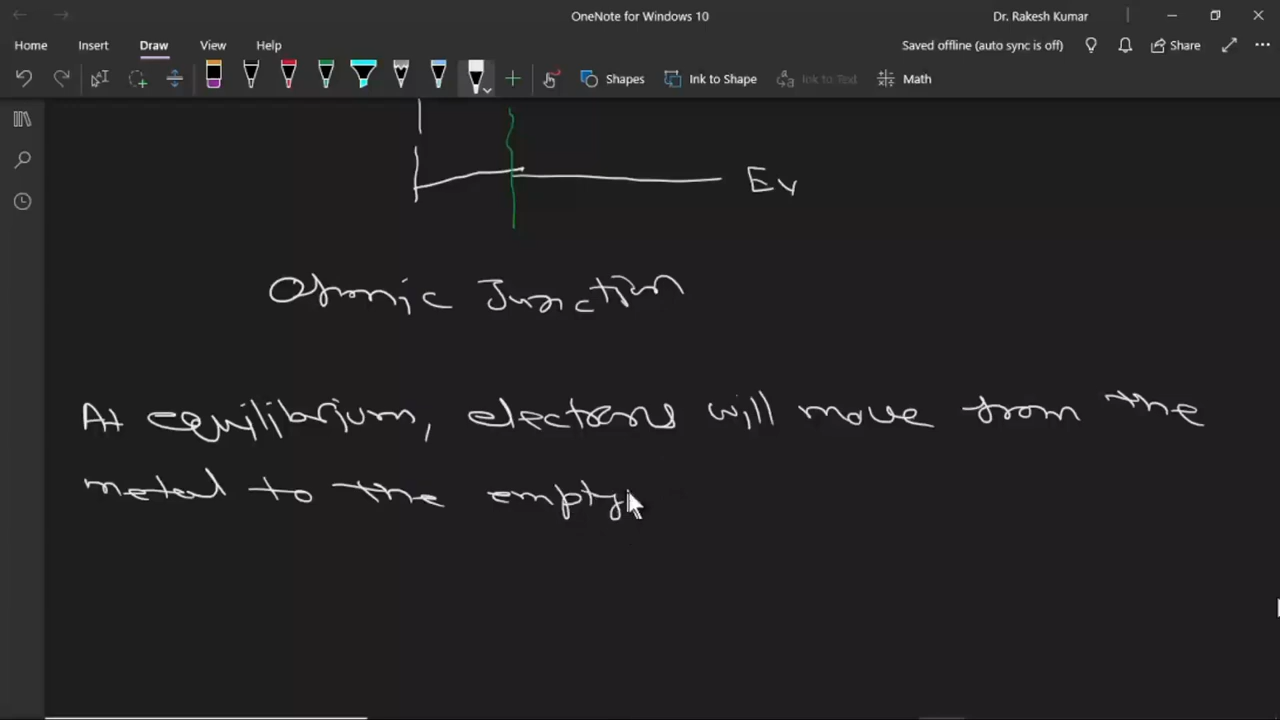 OneNote for Windows 10
Dr. Rakesh Kumar
Home Insert Draw View Help
Saved offline (auto sync is off)
Share
Shapes
Ink to Shape
Ink to Text
Math
Ev
Ohmic Junction
At equilibrium, electrons will move from the
metal to the empty